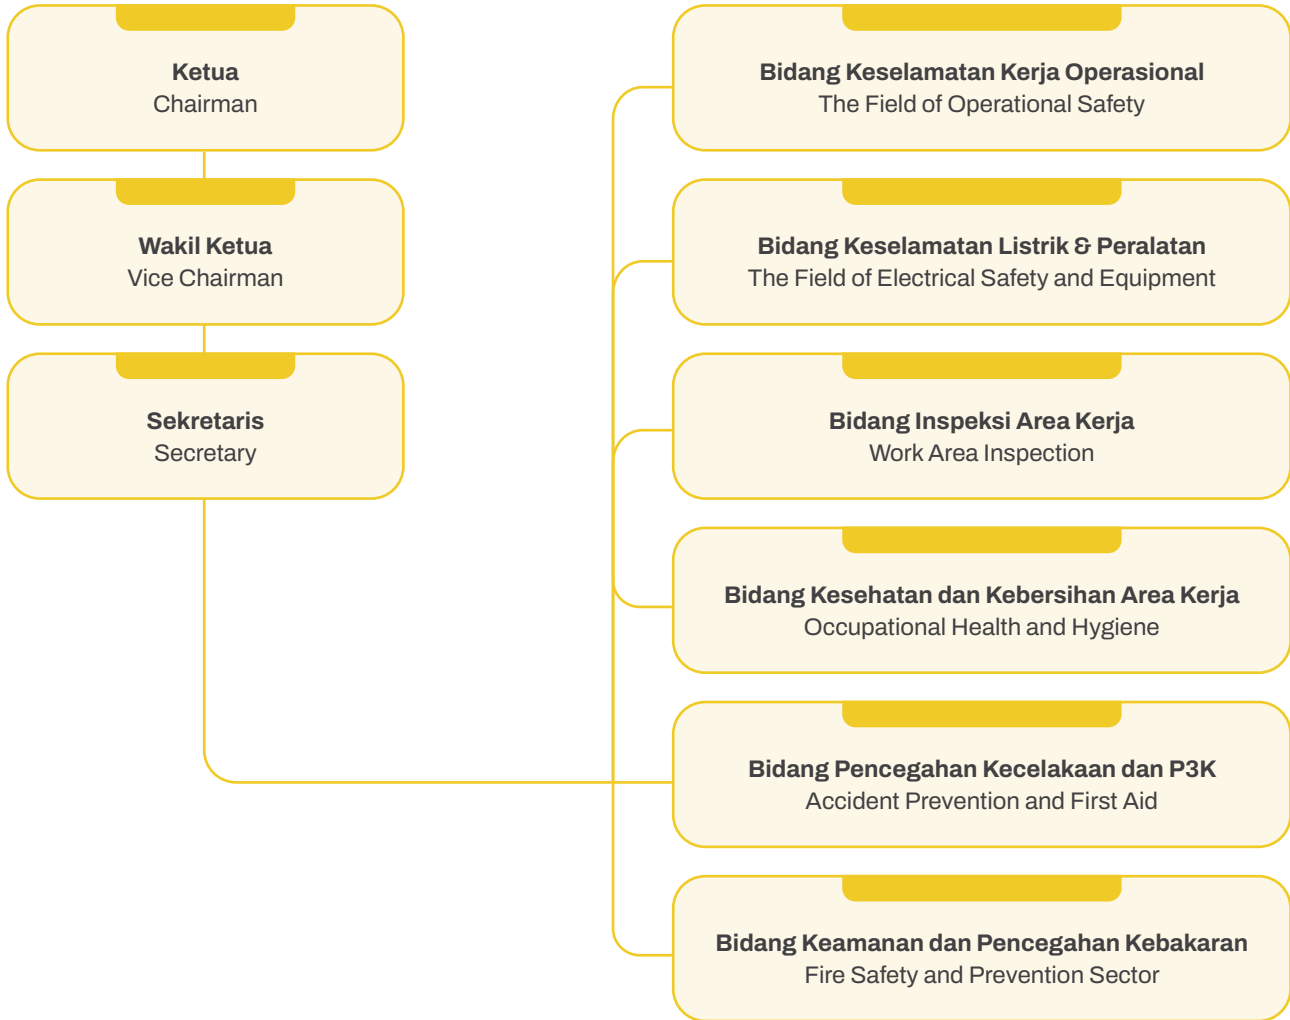 Ketua
Chairman
Wakil Ketua
Vice Chairman
Sekretaris
Secretary
Bidang Keselamatan Kerja Operasional
The Field of Operational Safety
Bidang Keselamatan Listrik & Peralatan
The Field of Electrical Safety and Equipment
Bidang Inspeksi Area Kerja
Work Area Inspection
Bidang Kesehatan dan Kebersihan Area Kerja
Occupational Health and Hygiene
Bidang Pencegahan Kecelakaan dan P3K
Accident Prevention and First Aid
Bidang Keamanan dan Pencegahan Kebakaran
Fire Safety and Prevention Sector